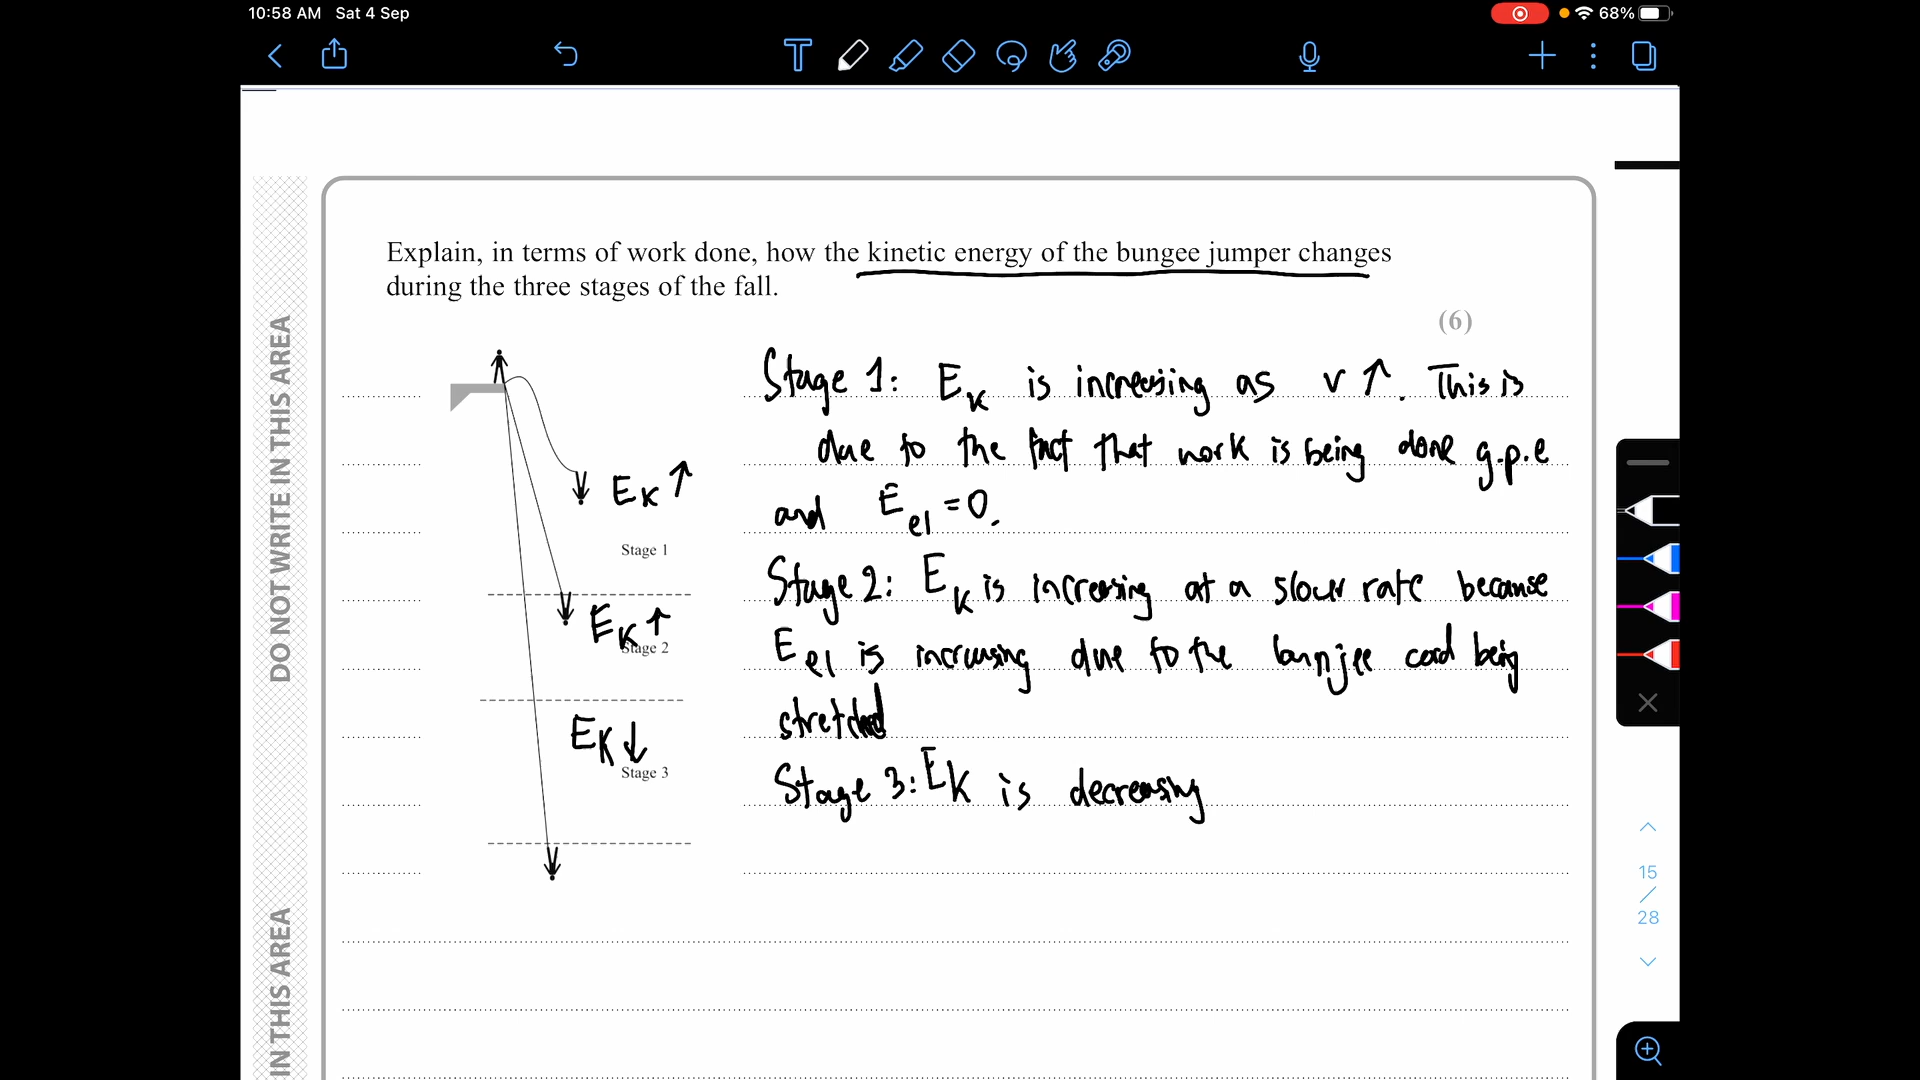 10:58 AM Sat 4 Sep
68%
Explain, in terms of work done, how the kinetic energy of the bungee jumper changes
during the three stages of the fall.
(6)
Stage 1: Ek is increasing as v ↑. This is
due to the fact that work is being done g.p.e
and Eel = 0.
Stage 2: Ek is increasing at a slower rate because
Eel is increasing due to the bunjee cord being
stretched
Stage 3: Ek is decreasing
EK ↑
Stage 1
EK ↑
Stage 2
EK ↓
Stage 3
DO NOT WRITE IN THIS AREA
IN THIS AREA
15
/
28